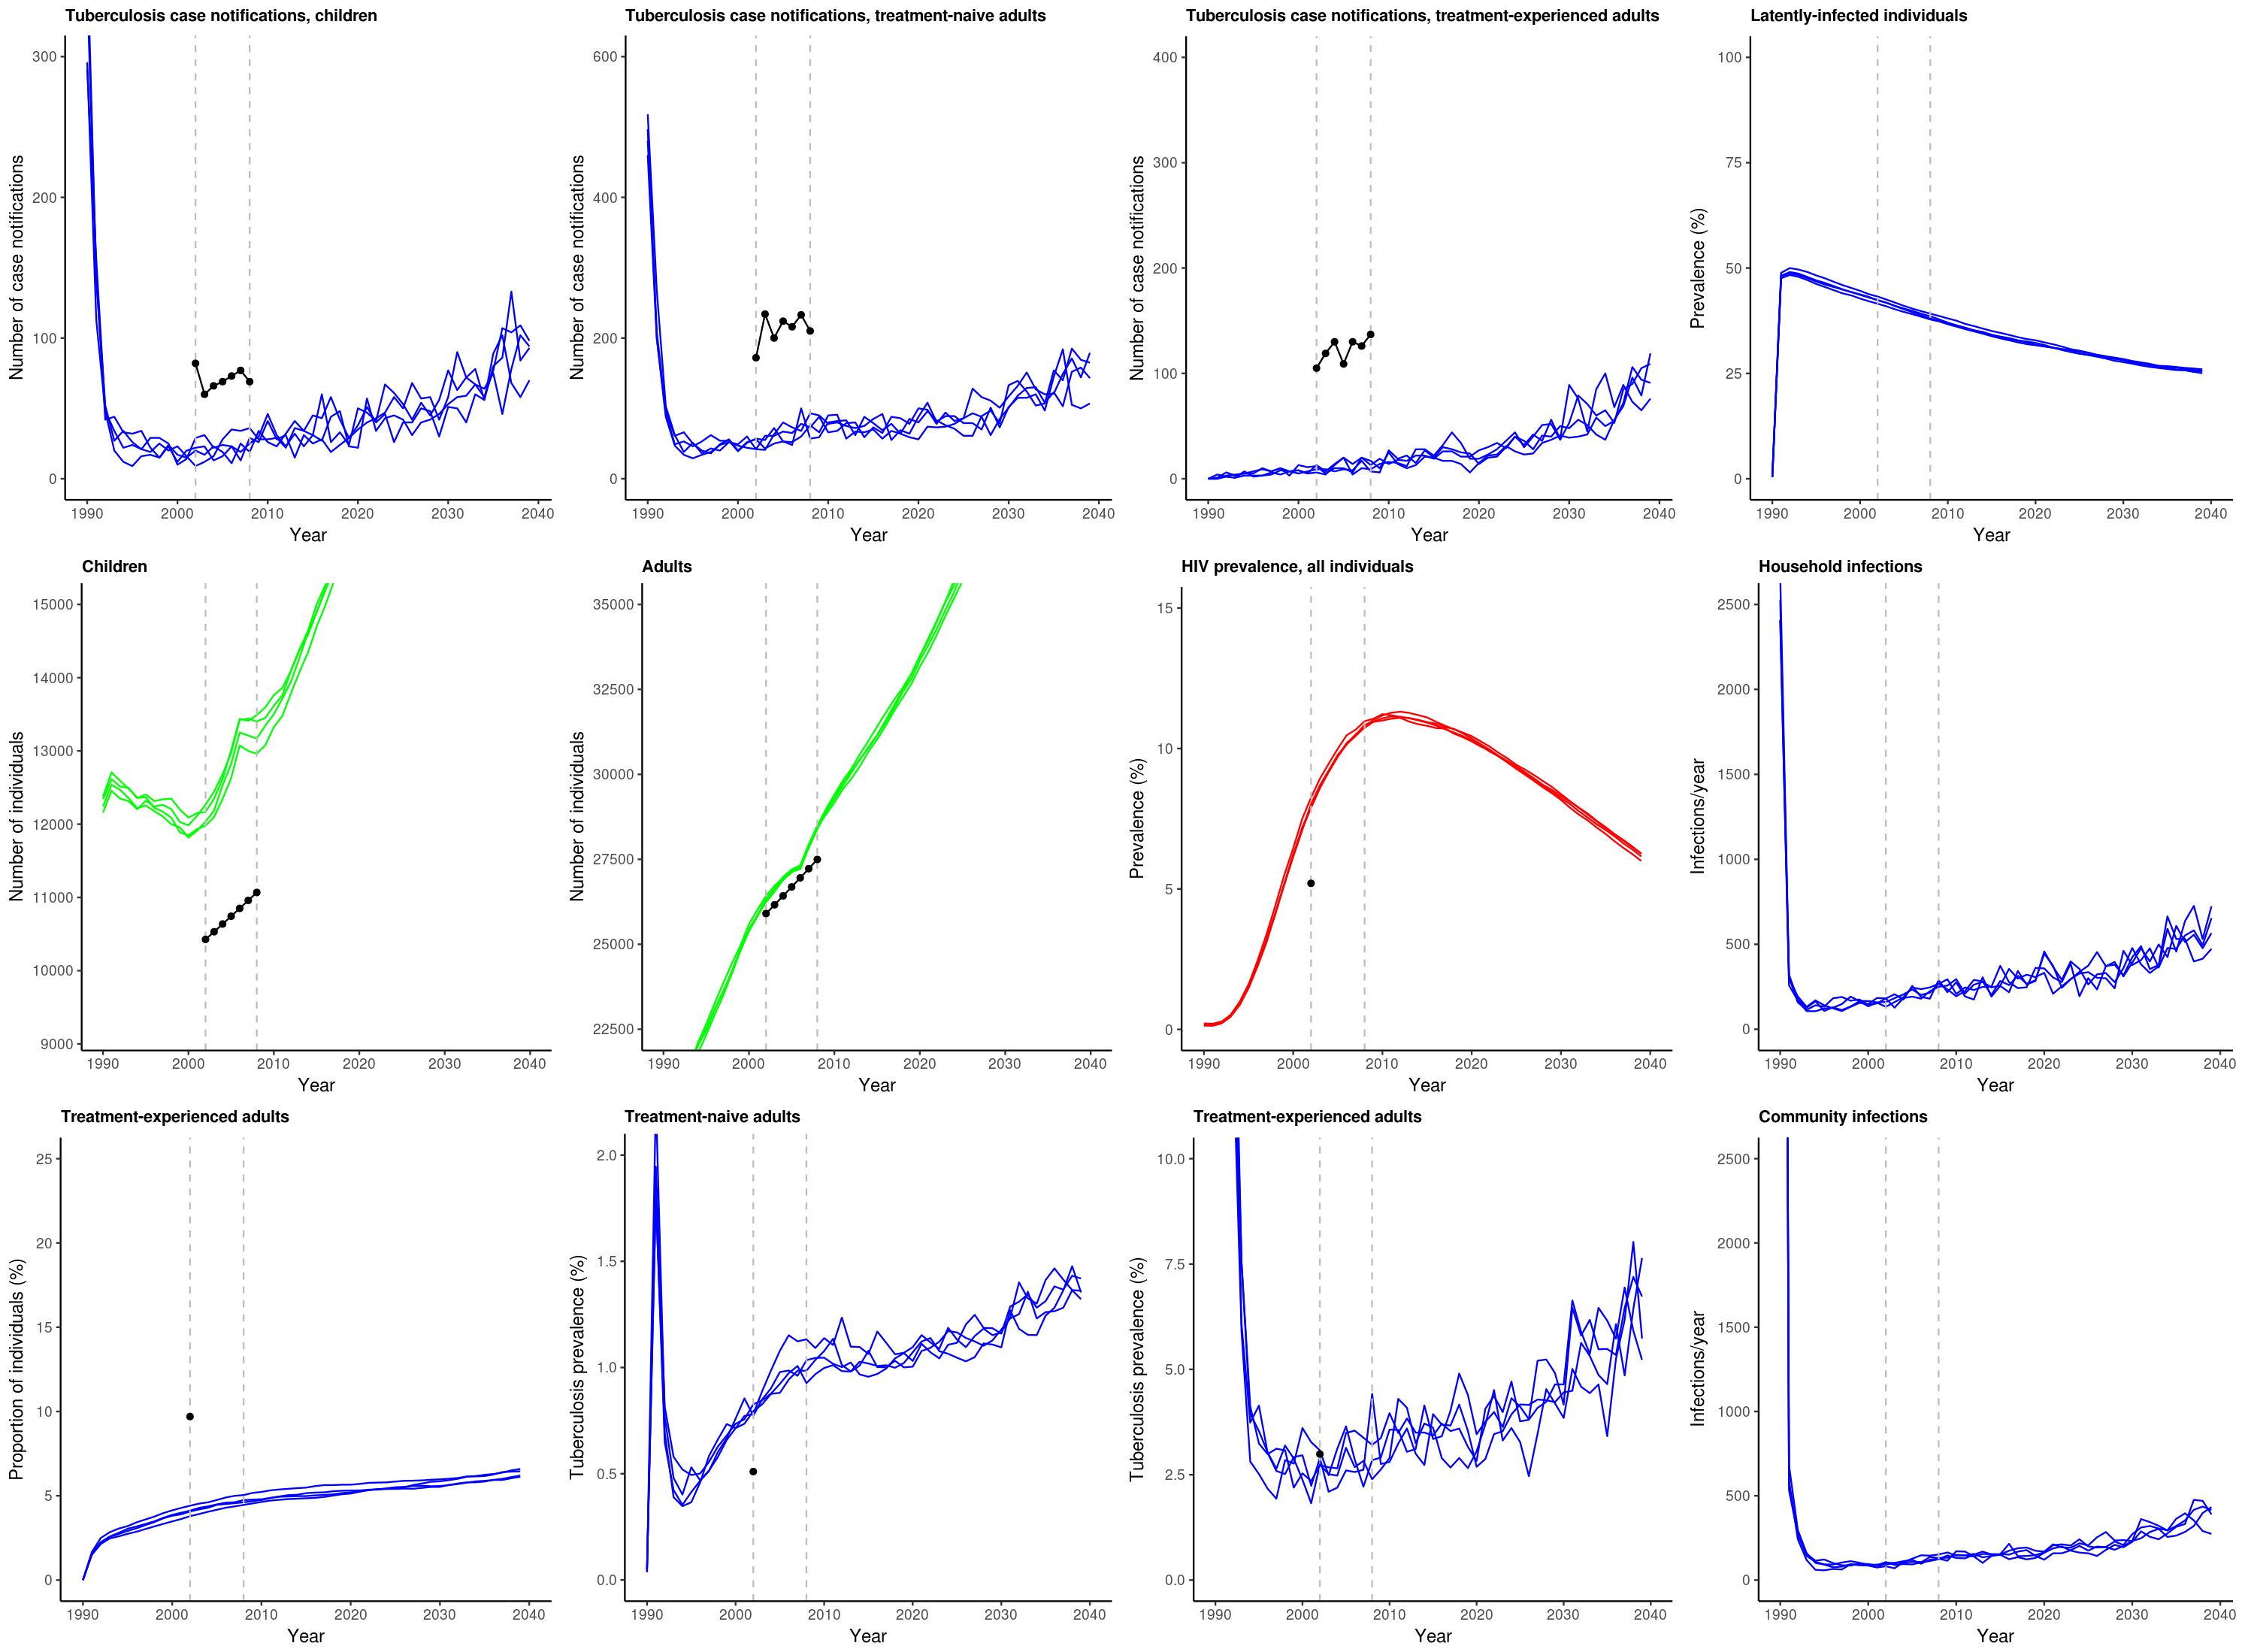 Tuberculosis case notifications, children
Number of case notifications
300
200
100
0
1990 2000 2010 2020 2030 2040
Year
Tuberculosis case notifications, treatment-naive adults
Number of case notifications
600
400
200
0
1990 2000 2010 2020 2030 2040
Year
Tuberculosis case notifications, treatment-experienced adults
Number of case notifications
400
300
200
100
0
1990 2000 2010 2020 2030 2040
Year
Latently-infected individuals
Prevalence (%)
100
75
50
25
0
1990 2000 2010 2020 2030 2040
Year
Children
Number of individuals
15000
14000
13000
12000
11000
10000
9000
1990 2000 2010 2020 2030 2040
Year
Adults
Number of individuals
35000
32500
30000
27500
25000
22500
1990 2000 2010 2020 2030 2040
Year
HIV prevalence, all individuals
Prevalence (%)
15
10
5
0
1990 2000 2010 2020 2030 2040
Year
Household infections
Infections/year
2500
2000
1500
1000
500
0
1990 2000 2010 2020 2030 2040
Year
Treatment-experienced adults
Proportion of individuals (%)
25
20
15
10
5
0
1990 2000 2010 2020 2030 2040
Year
Treatment-naive adults
Tuberculosis prevalence (%)
2.0
1.5
1.0
0.5
0.0
1990 2000 2010 2020 2030 2040
Year
Treatment-experienced adults
Tuberculosis prevalence (%)
10.0
7.5
5.0
2.5
0.0
1990 2000 2010 2020 2030 2040
Year
Community infections
Infections/year
2500
2000
1500
1000
500
0
1990 2000 2010 2020 2030 2040
Year